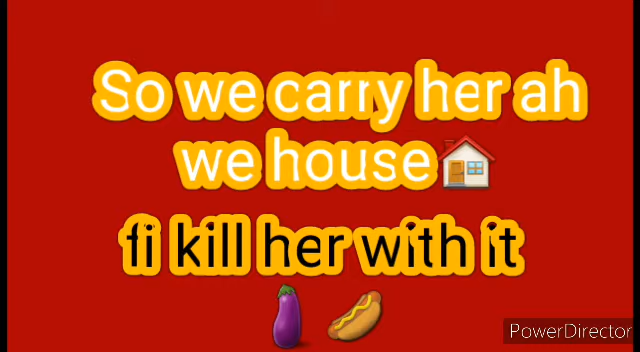 So we carry her ah
we house🏠
fi kill her with it
🍆 🌭
PowerDirector